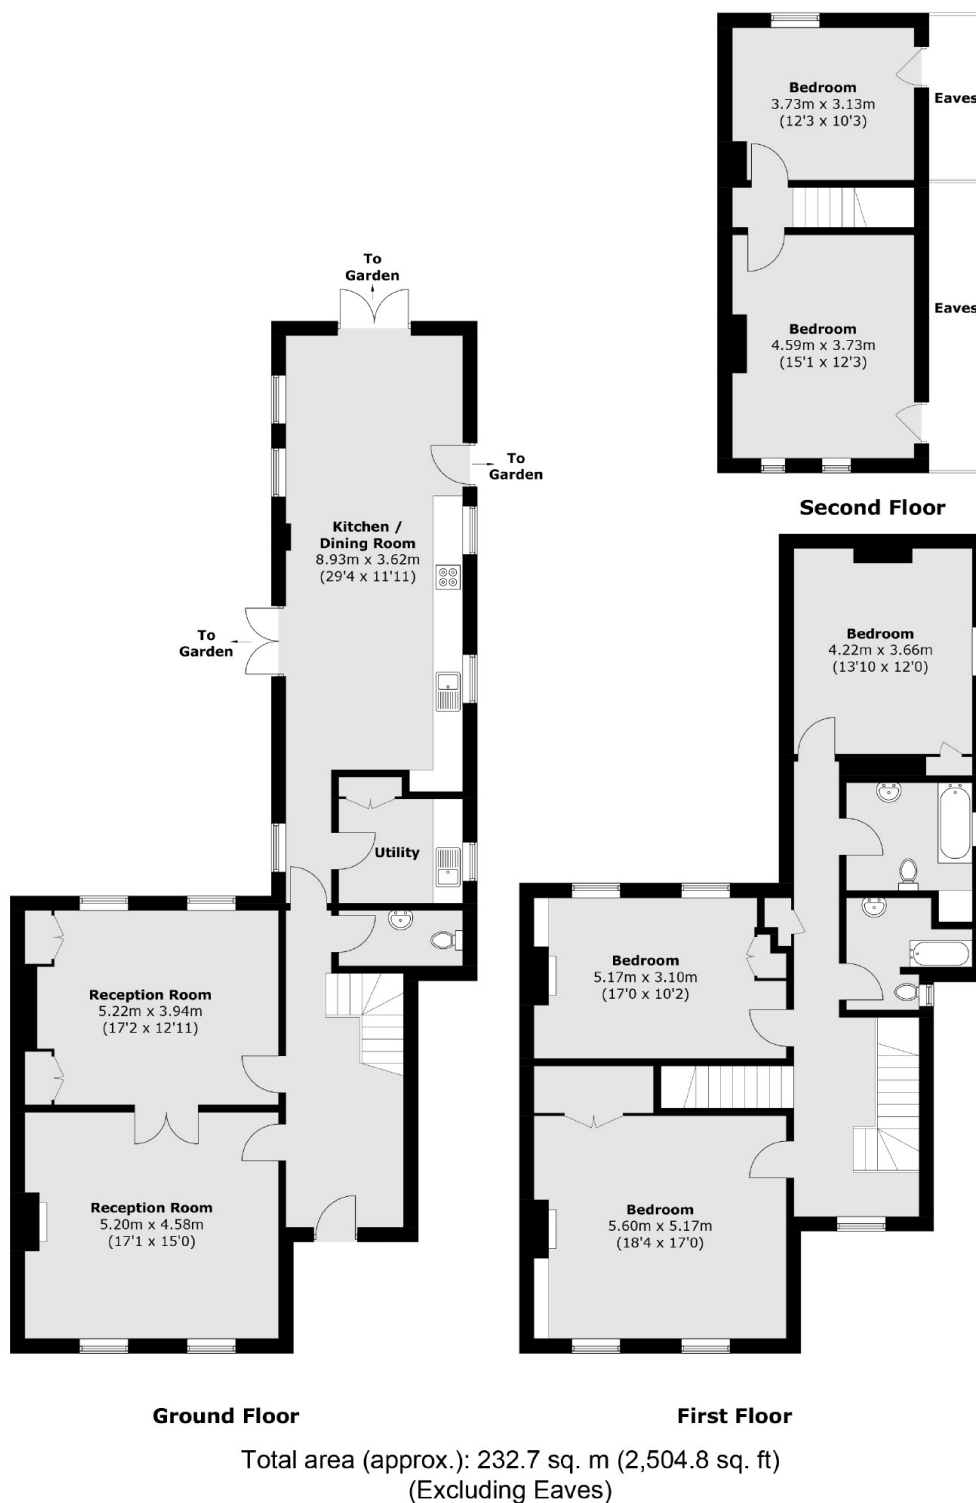 Bedroom
3.73m x 3.13m
(12'3 x 10'3)
Eaves
Bedroom
4.59m x 3.73m
(15'1 x 12'3)
Eaves
Second Floor
To
Garden
To
Garden
Kitchen /
Dining Room
8.93m x 3.62m
(29'4 x 11'11)
To
Garden
Utility
Reception Room
5.22m x 3.94m
(17'2 x 12'11)
Reception Room
5.20m x 4.58m
(17'1 x 15'0)
Ground Floor
Bedroom
4.22m x 3.66m
(13'10 x 12'0)
Bedroom
5.17m x 3.10m
(17'0 x 10'2)
Bedroom
5.60m x 5.17m
(18'4 x 17'0)
First Floor
Total area (approx.): 232.7 sq. m (2,504.8 sq. ft)
(Excluding Eaves)